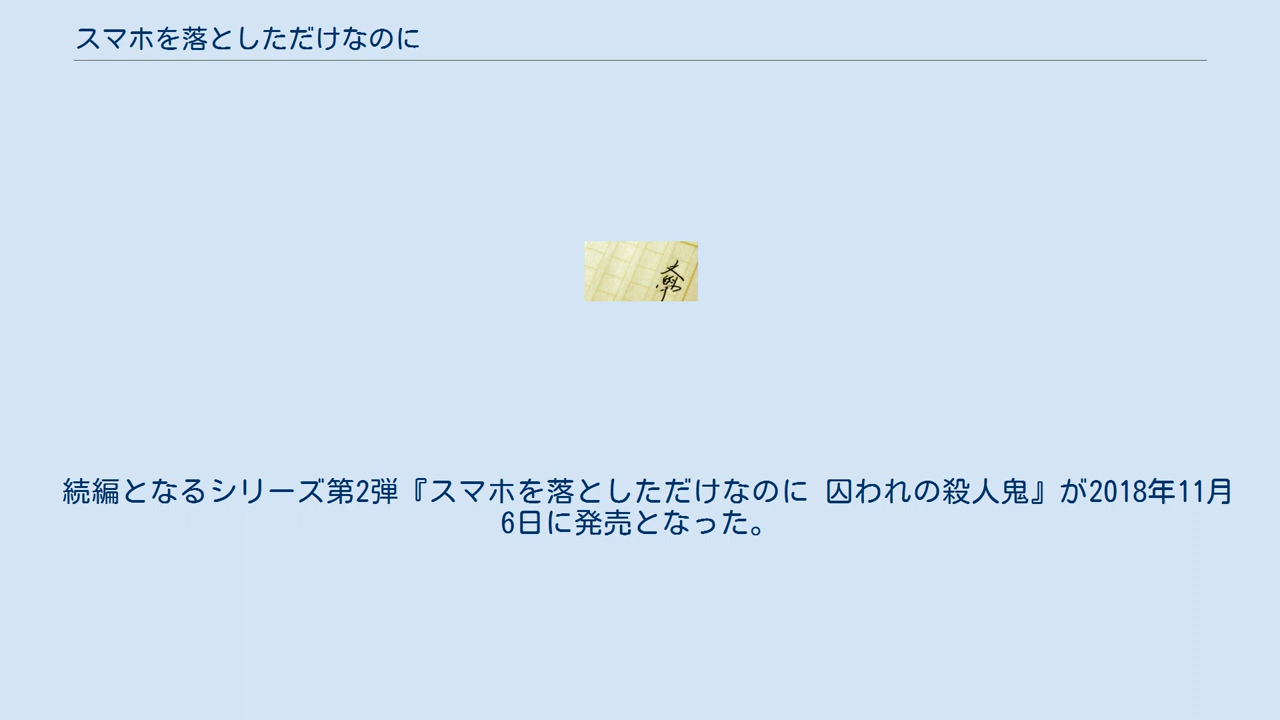 スマホを落としただけなのに
続編となるシリーズ第2弾『スマホを落としただけなのに 囚われの殺人鬼』が2018年11月
6日に発売となった。